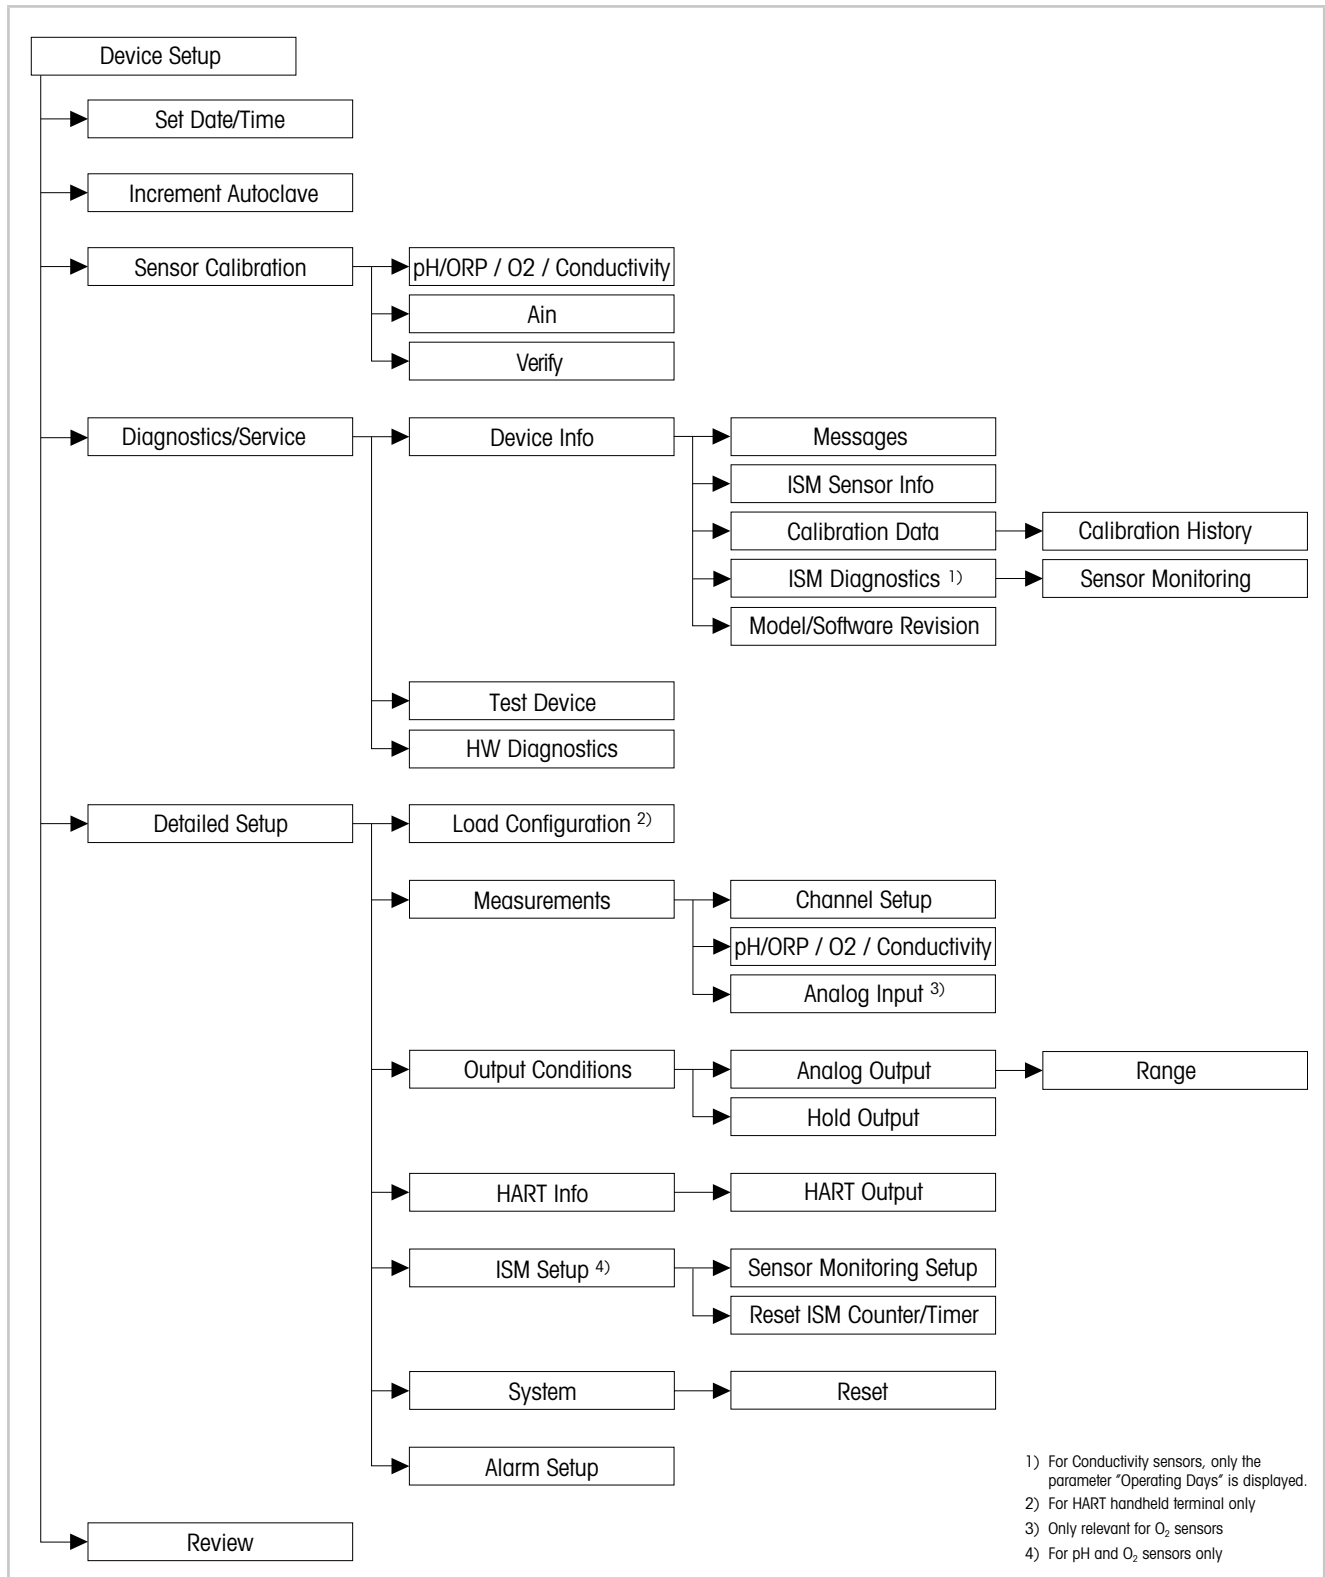 Device Setup
Set Date/Time
Increment Autoclave
Sensor Calibration
pH/ORP / O2 / Conductivity
Ain
Verify
Diagnostics/Service
Device Info
Messages
ISM Sensor Info
Calibration Data
Calibration History
ISM Diagnostics 1)
Sensor Monitoring
Model/Software Revision
Test Device
HW Diagnostics
Detailed Setup
Load Configuration 2)
Measurements
Channel Setup
pH/ORP / O2 / Conductivity
Analog Input 3)
Output Conditions
Analog Output
Range
Hold Output
HART Info
HART Output
ISM Setup 4)
Sensor Monitoring Setup
Reset ISM Counter/Timer
System
Reset
Alarm Setup
Review
1) For Conductivity sensors, only the
parameter "Operating Days" is displayed.
2) For HART handheld terminal only
3) Only relevant for O₂ sensors
4) For pH and O₂ sensors only